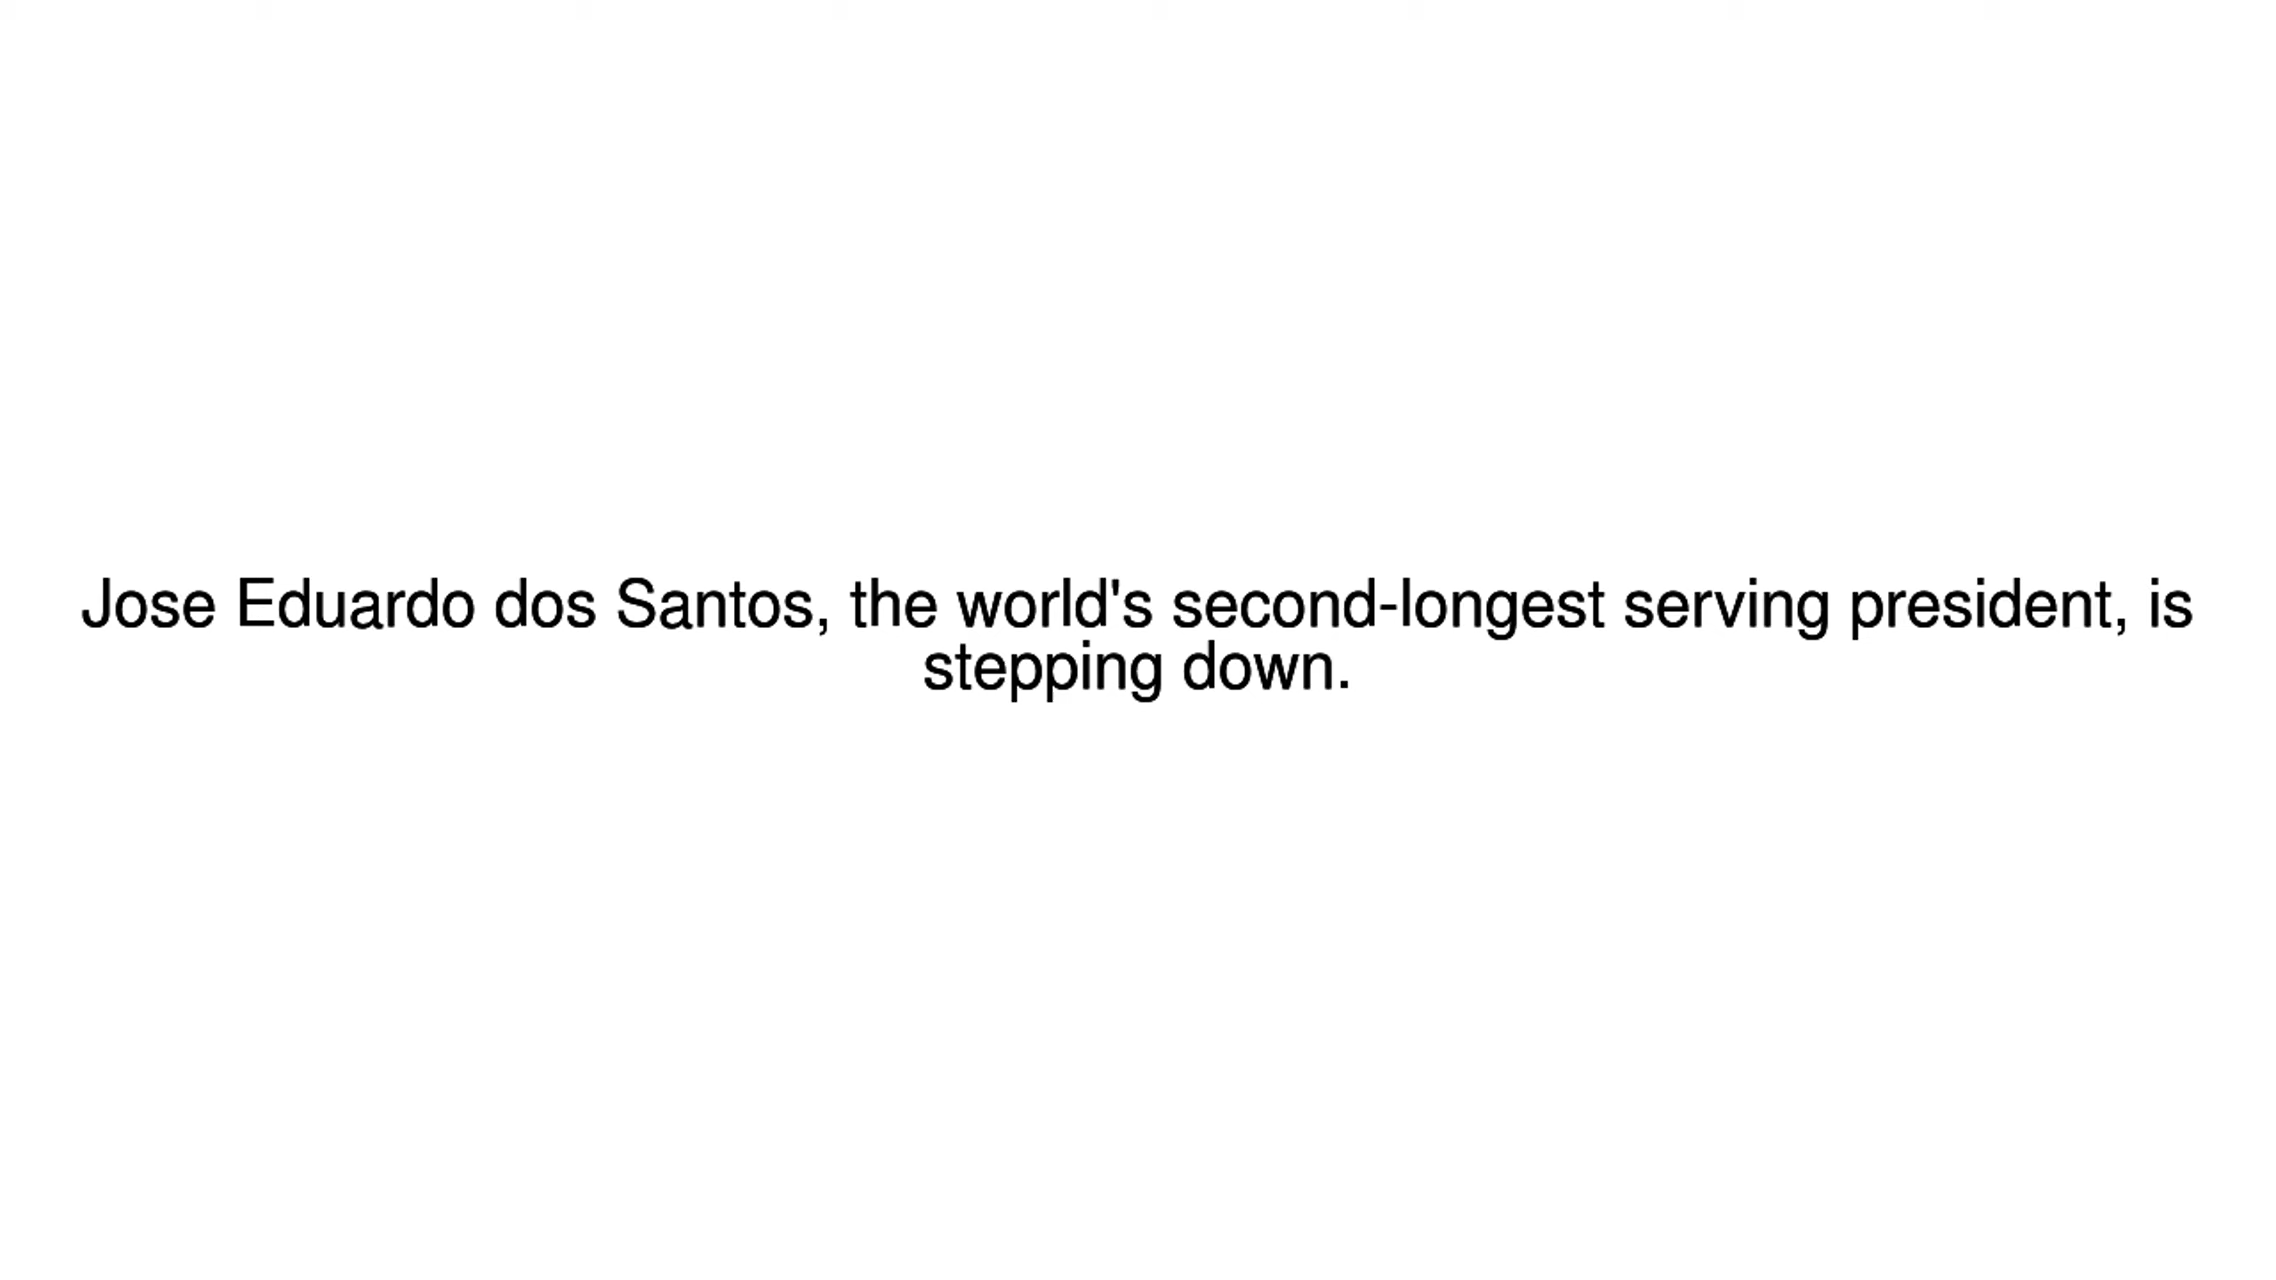 Jose Eduardo dos Santos, the world's second-longest serving president, is
stepping down.